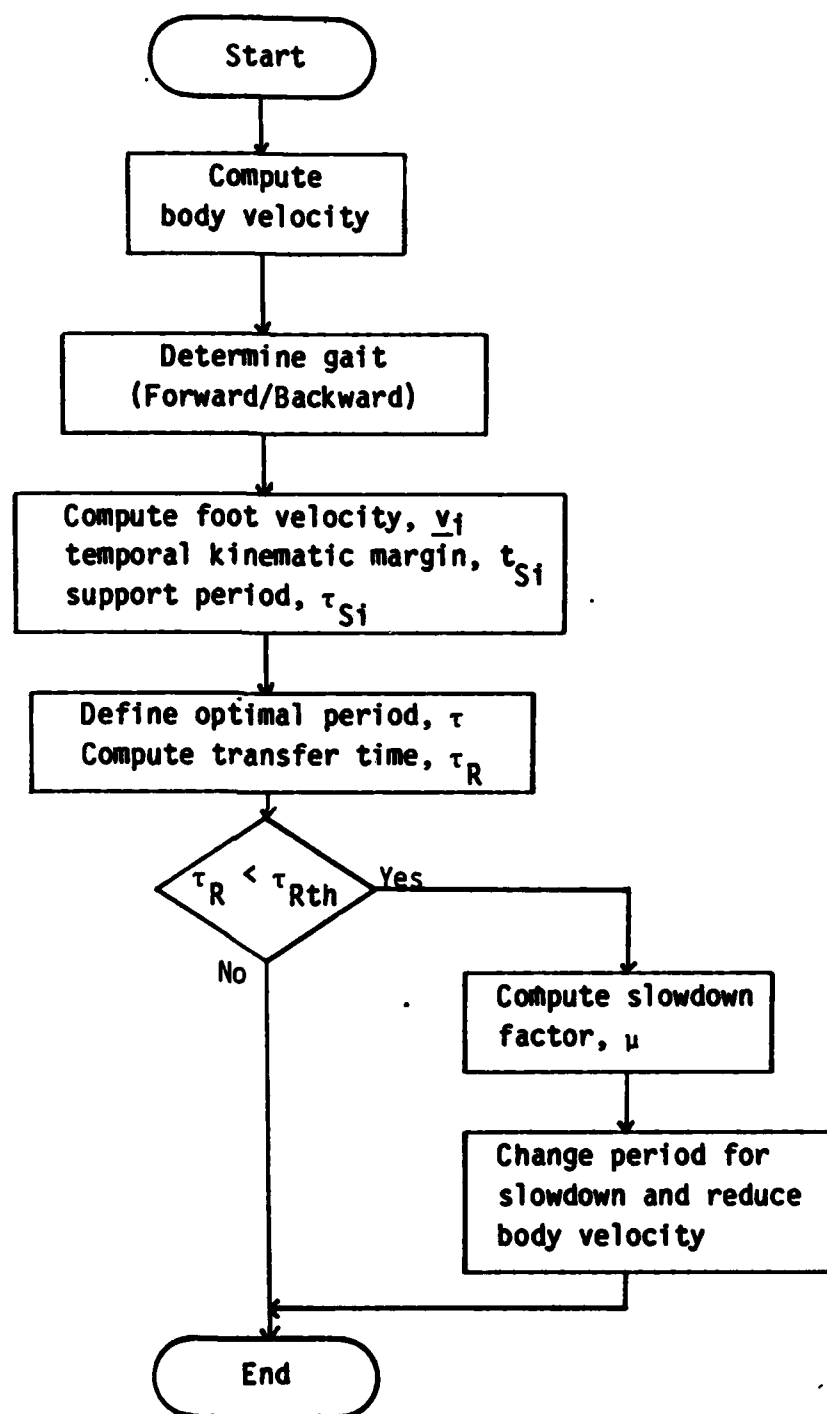 Start
Compute
body velocity
Determine gait
(Forward/Backward)
Compute foot velocity, v_i
temporal kinematic margin, t_Si
support period, τ_Si
Define optimal period, τ
Compute transfer time, τ_R
τ_R < τ_Rth
Yes
No
Compute slowdown
factor, μ
Change period for
slowdown and reduce
body velocity
End